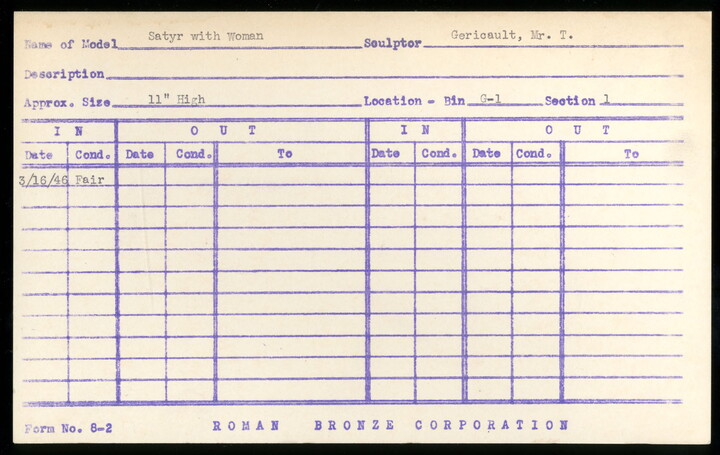 Name of Model Satyr with Woman Sculptor Gericault, Mr. T.
Description
Approx. Size 11" High Location - Bin G-1 Section 1
IN OUT IN OUT
Date Cond. Date Cond. To Date Cond. Date Cond. To
3/16/46 Fair
Form No. 8-2 ROMAN BRONZE CORPORATION